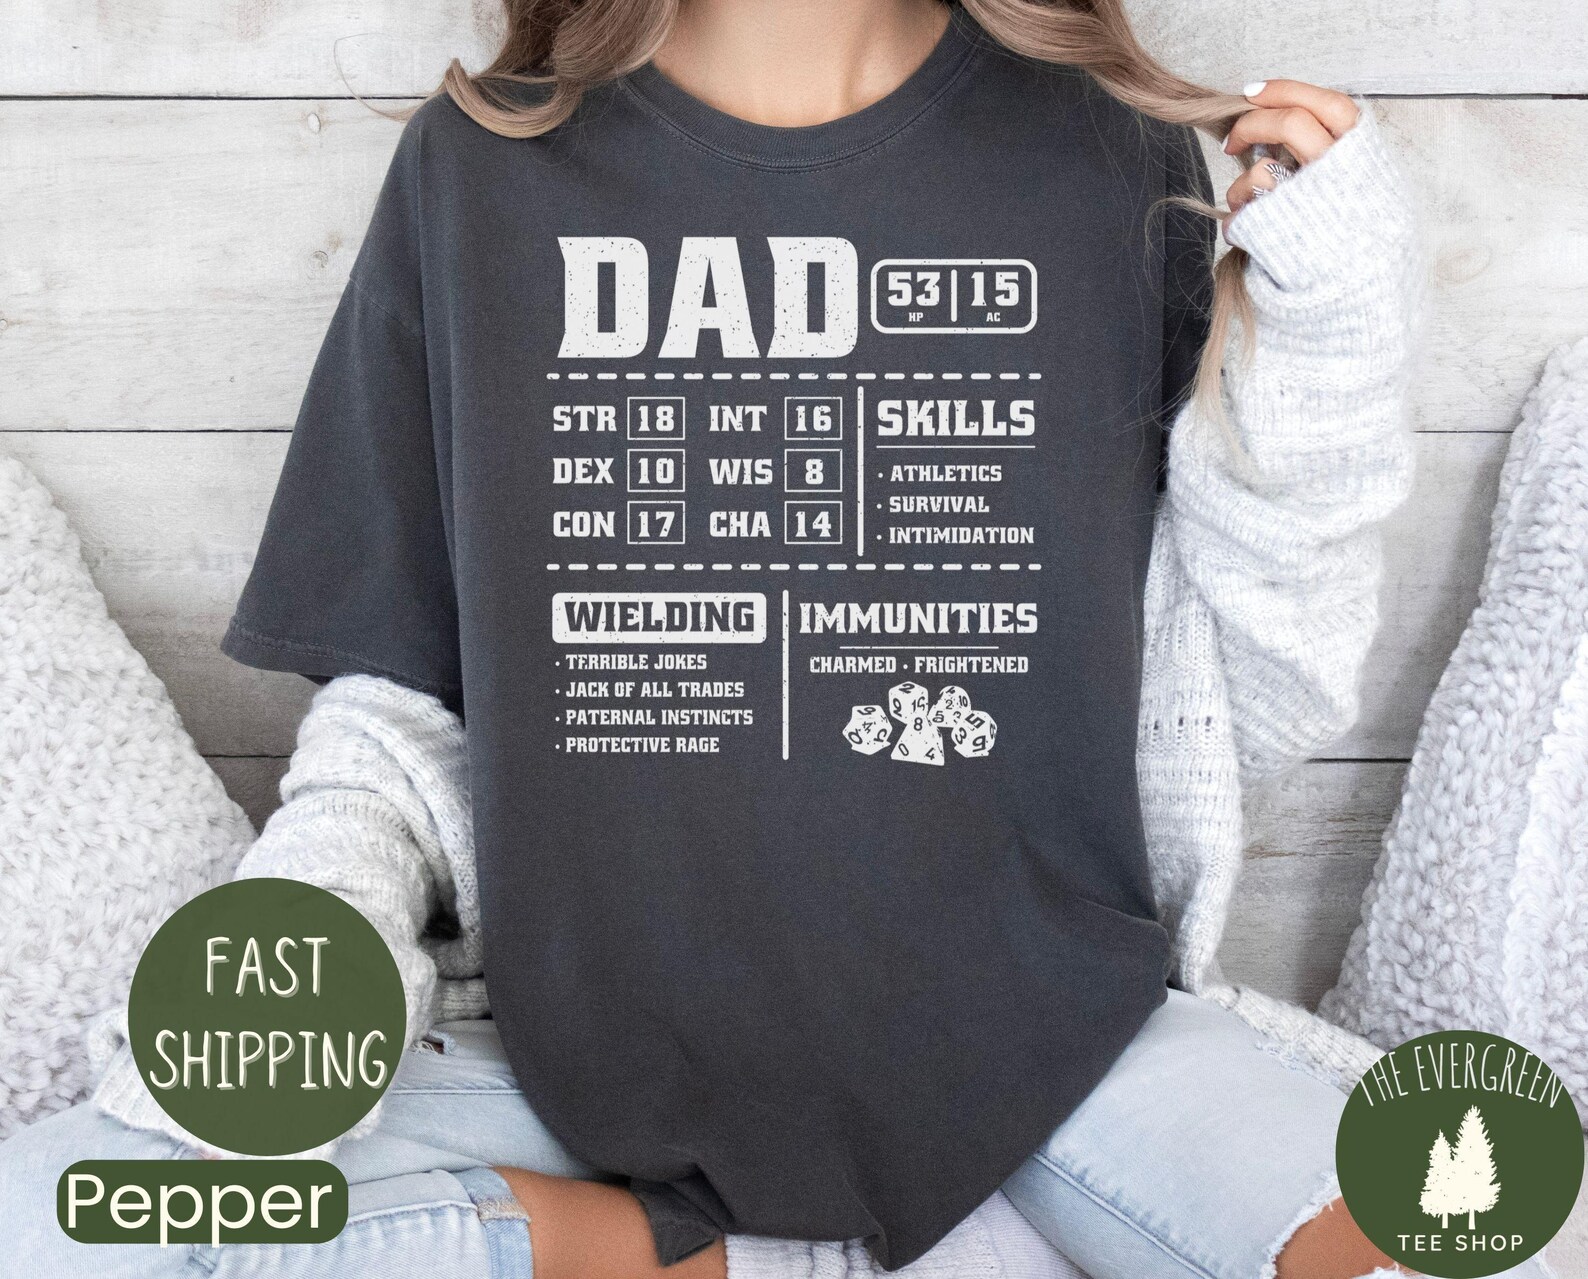 DAD
53 | 15
HP AC
STR 18 INT 16
DEX 10 WIS 8
CON 17 CHA 14
SKILLS
· ATHLETICS
· SURVIVAL
· INTIMIDATION
WIELDING
· TERRIBLE JOKES
· JACK OF ALL TRADES
· PATERNAL INSTINCTS
· PROTECTIVE RAGE
IMMUNITIES
CHARMED · FRIGHTENED
FAST
SHIPPING
Pepper
THE EVERGREEN
TEE SHOP